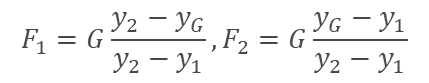 F₁ = G (y₂ − y_G)/(y₂ − y₁), F₂ = G (y_G − y₁)/(y₂ − y₁)